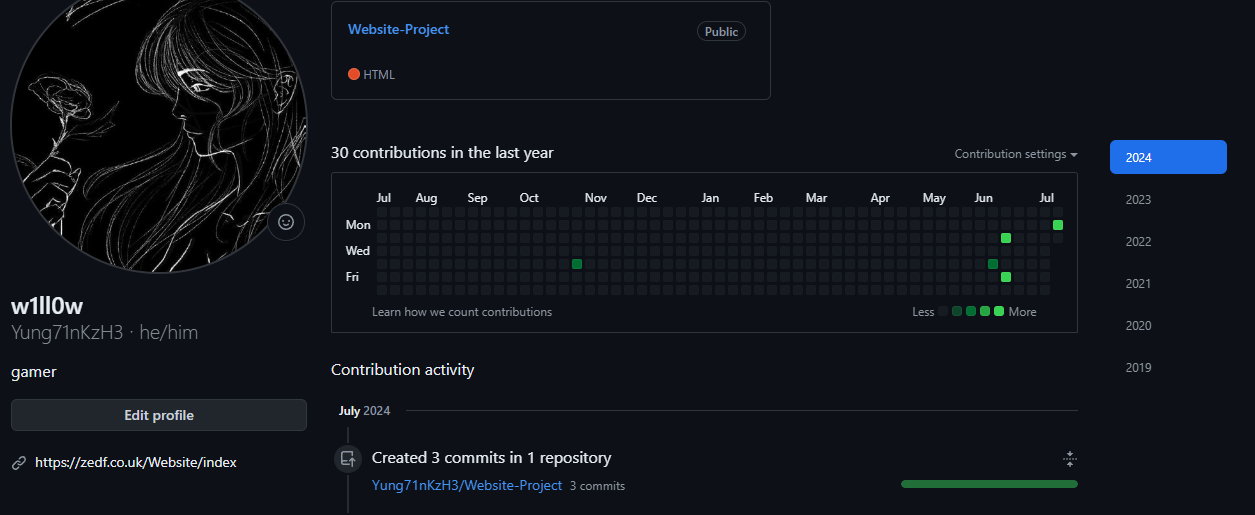 Website-Project
Public
HTML
30 contributions in the last year
Contribution settings
2024
2023
2022
2021
2020
2019
Jul Aug Sep Oct Nov Dec Jan Feb Mar Apr May Jun Jul
Mon
Wed
Fri
Learn how we count contributions
Less More
w1ll0w
Yung71nKzH3 · he/him
gamer
Edit profile
https://zedf.co.uk/Website/index
Contribution activity
July 2024
Created 3 commits in 1 repository
Yung71nKzH3/Website-Project 3 commits